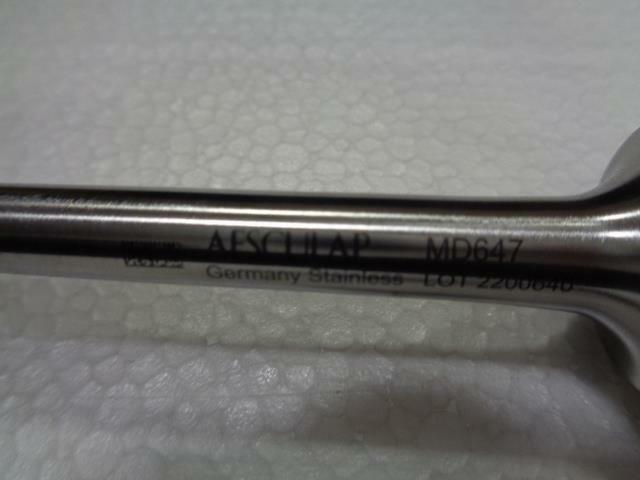 AESCULAP MD647
Germany Stainless LOT 2200640